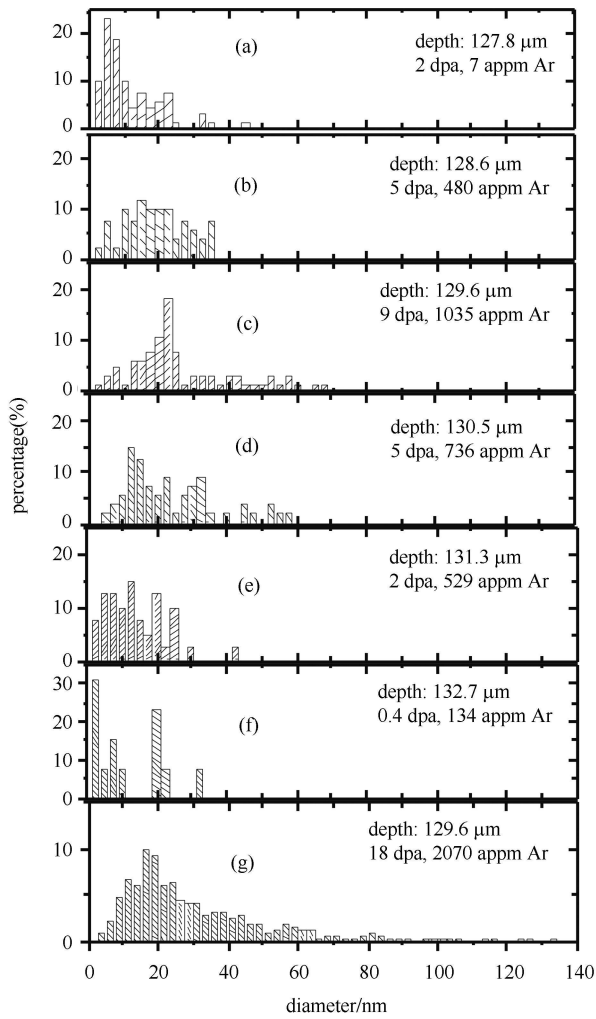 20
(a)
depth: 127.8 µm
2 dpa, 7 appm Ar
10
0
20
(b)
depth: 128.6 µm
5 dpa, 480 appm Ar
10
0
20
(c)
depth: 129.6 µm
9 dpa, 1035 appm Ar
10
0
percentage(%)
20
(d)
depth: 130.5 µm
5 dpa, 736 appm Ar
10
0
20
(e)
depth: 131.3 µm
2 dpa, 529 appm Ar
10
0
30
(f)
depth: 132.7 µm
0.4 dpa, 134 appm Ar
20
10
0
(g)
depth: 129.6 µm
18 dpa, 2070 appm Ar
10
0
0 20 40 60 80 100 120 140
diameter/nm